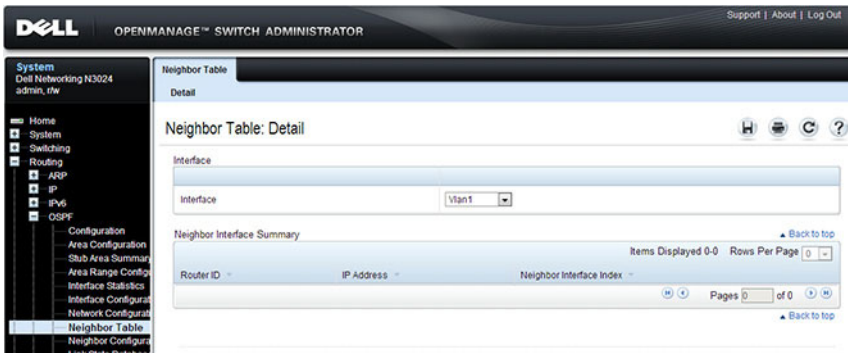 Support | About | Log Out
DELL OPENMANAGE™ SWITCH ADMINISTRATOR
System
Dell Networking N3024
admin, r/w
Home
System
Switching
Routing
ARP
IP
IPv6
OSPF
Configuration
Area Configuration
Stub Area Summary
Area Range Configu
Interface Statistics
Interface Configurat
Network Configurati
Neighbor Table
Neighbor Configura
Neighbor Table
Detail
Neighbor Table: Detail
Interface
Interface Vlan1
Neighbor Interface Summary Back to top
Items Displayed 0-0 Rows Per Page 0
Router ID IP Address Neighbor Interface Index
Pages 0 of 0
Back to top